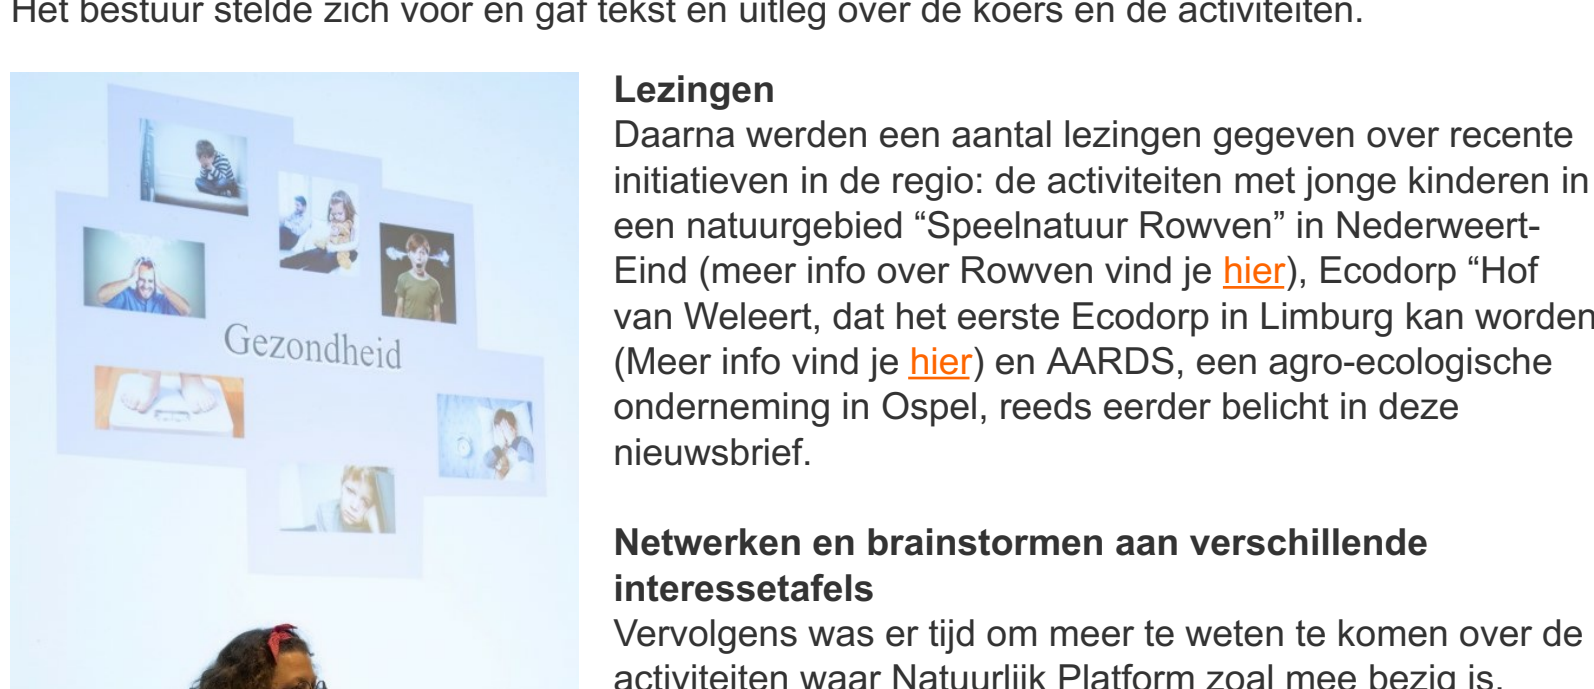 Het bestuur stelde zich voor en gaf tekst en uitleg over de koers en de activiteiten.
Gezondheid
Lezingen
Daarna werden een aantal lezingen gegeven over recente
initiatieven in de regio: de activiteiten met jonge kinderen in
een natuurgebied “Speelnatuur Rowven” in Nederweert-
Eind (meer info over Rowven vind je hier), Ecodorp “Hof
van Weleert, dat het eerste Ecodorp in Limburg kan worden
(Meer info vind je hier) en AARDS, een agro-ecologische
onderneming in Ospel, reeds eerder belicht in deze
nieuwsbrief.
Netwerken en brainstormen aan verschillende
interessetafels
Vervolgens was er tijd om meer te weten te komen over de
activiteiten waar Natuurlijk Platform zoal mee bezig is.